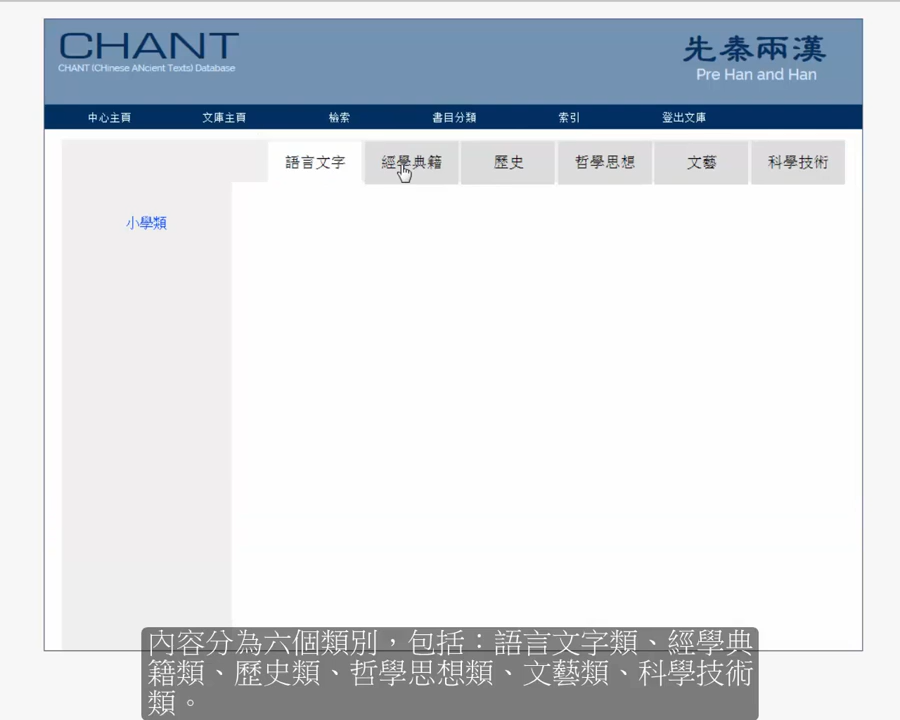 CHANT
CHANT (CHinese ANcient Texts) Database
先秦兩漢
Pre Han and Han
中心主頁 文庫主頁 檢索 書目分類 索引 登出文庫
語言文字 經學典籍 歷史 哲學思想 文藝 科學技術
小學類
內容分為六個類別，包括：語言文字類、經學典
籍類、歷史類、哲學思想類、文藝類、科學技術
類。